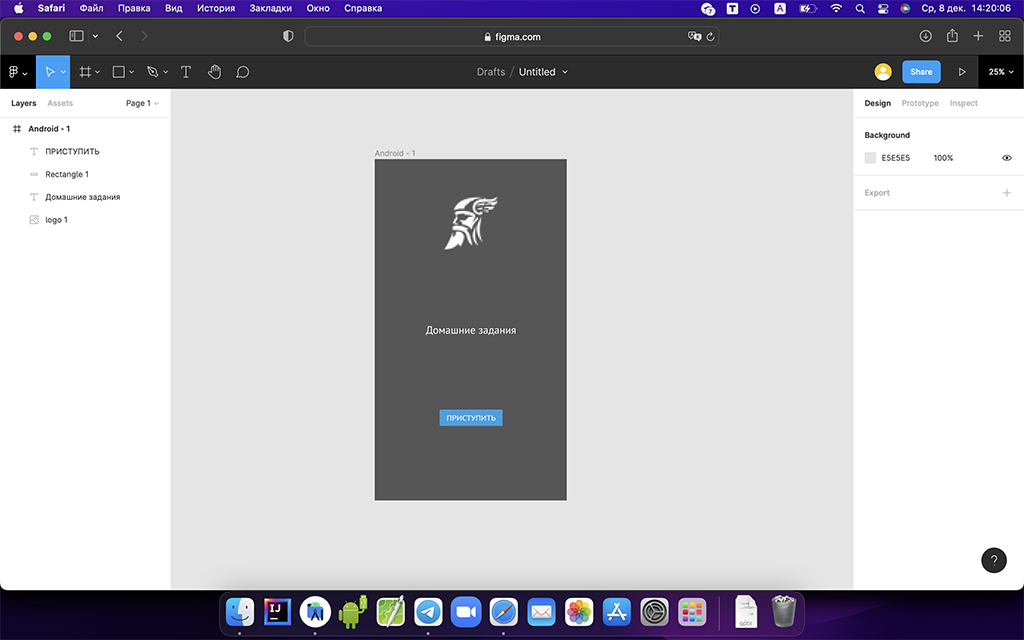 Safari Файл Правка Вид История Закладки Окно Справка
Ср, 8 дек. 14:20:06
figma.com
Drafts / Untitled
Share
25%
Layers Assets Page 1
Android - 1
ПРИСТУПИТЬ
Rectangle 1
Домашние задания
logo 1
Android - 1
Домашние задания
ПРИСТУПИТЬ
Design Prototype Inspect
Background
E5E5E5 100%
Export
?
IJ